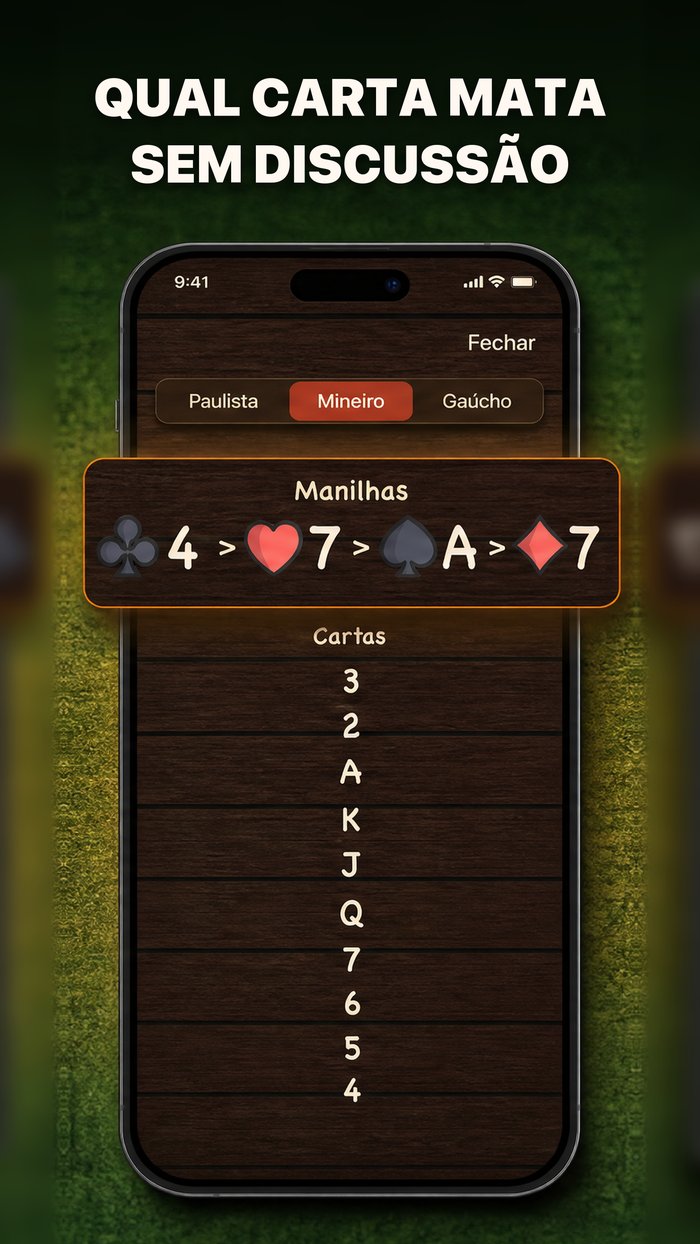 QUAL CARTA MATA
SEM DISCUSSÃO
9:41
Fechar
Paulista Mineiro Gaúcho
Manilhas
♣4 > ♥7 > ♠A > ♦7
Cartas
3
2
A
K
J
Q
7
6
5
4